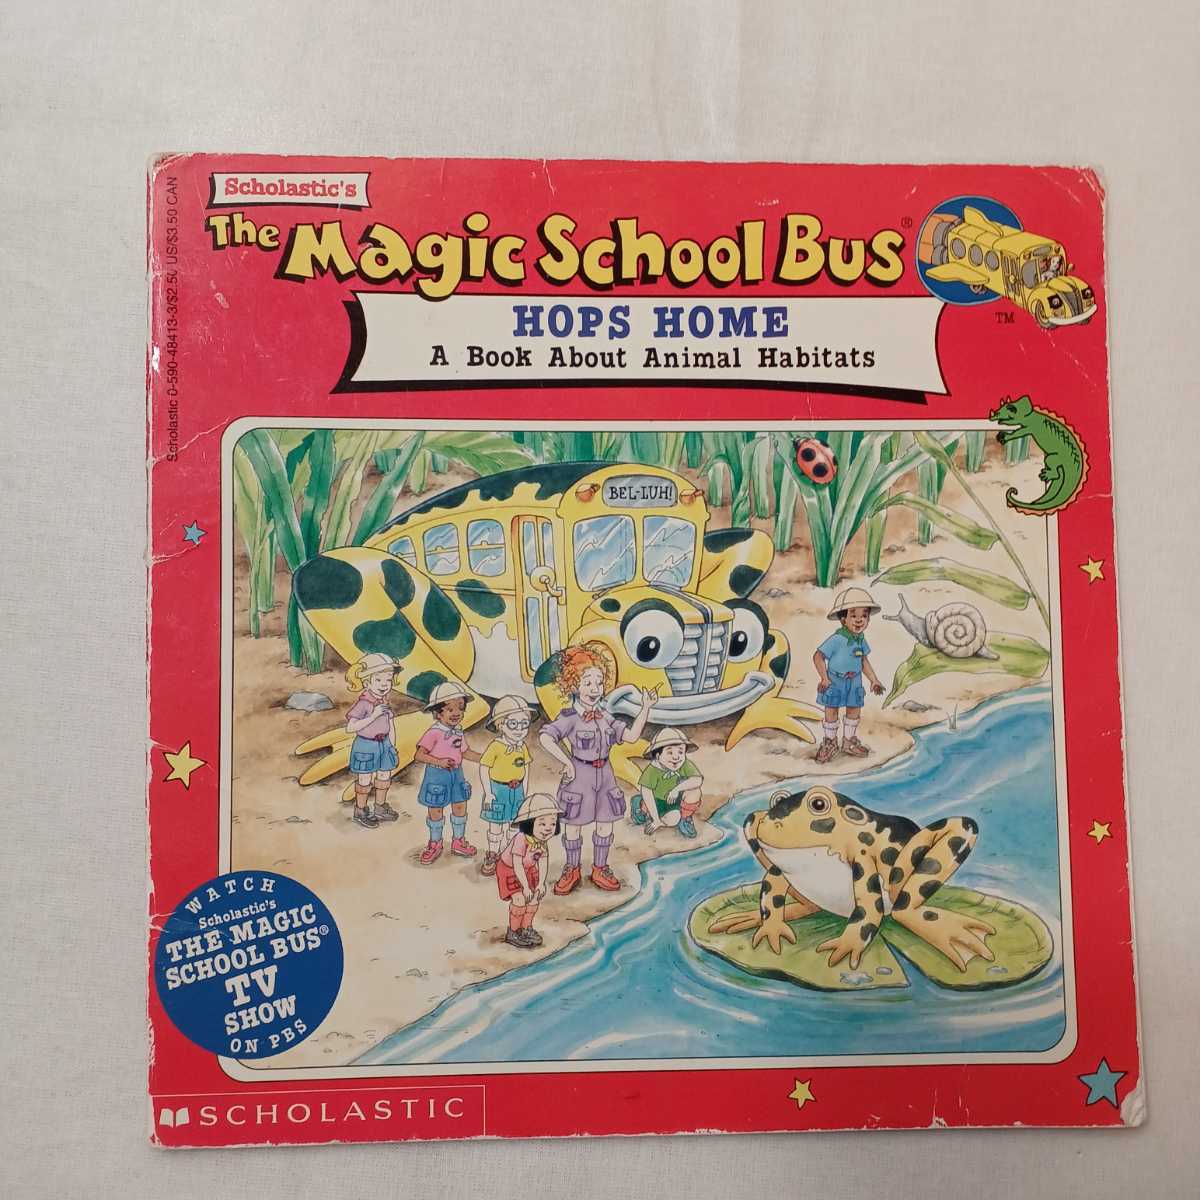 Scholastic's
The Magic School Bus®
TM
HOPS HOME
A Book About Animal Habitats
Scholastic 0-590-48413-3/$2.50 US/$3.50 CAN
BEL-LUH!
WATCH
Scholastic's
THE MAGIC
SCHOOL BUS®
TV
SHOW
ON PBS
SCHOLASTIC